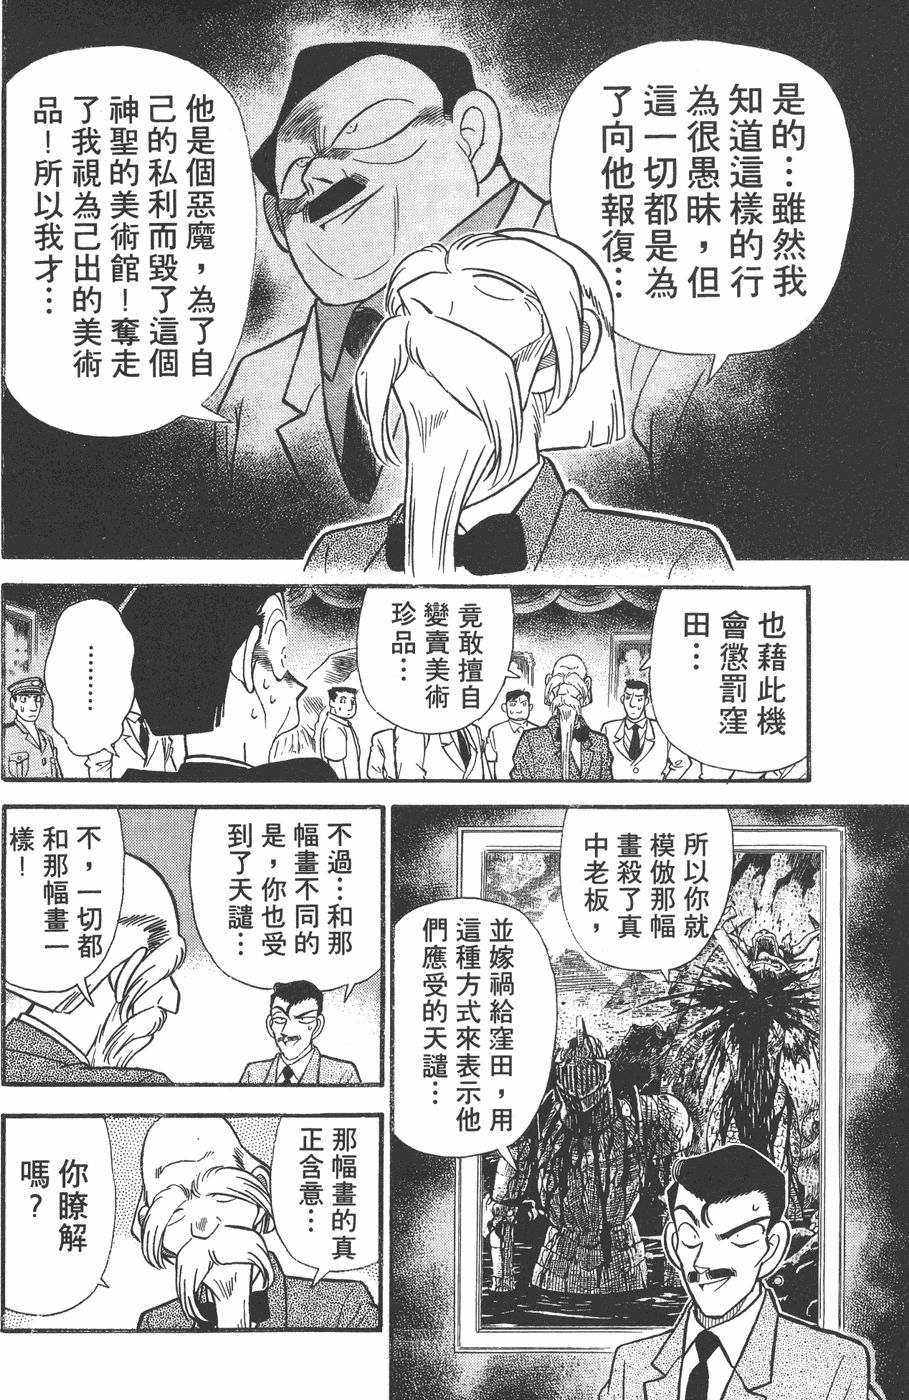 是的…雖然我
知道這樣的行
為很愚昧，但
這一切都是為
了向他報復…
他是個惡魔，為了自
己的私利而毀了這個
神聖的美術館！奪走
了我視為己出的美術
品！所以我才…
也藉此機
會懲罰窪
田…
竟敢擅自
變賣美術
珍品…
………
所以你就
模倣那幅
畫殺了真
中老板，
並嫁禍給窪田，用
這種方式來表示他
們應受的天譴…
不過…和那
幅畫不同的
是，你也受
到了天譴…
不，一切都
和那幅畫一
樣！
那幅畫的真
正含意…
你瞭解
嗎？